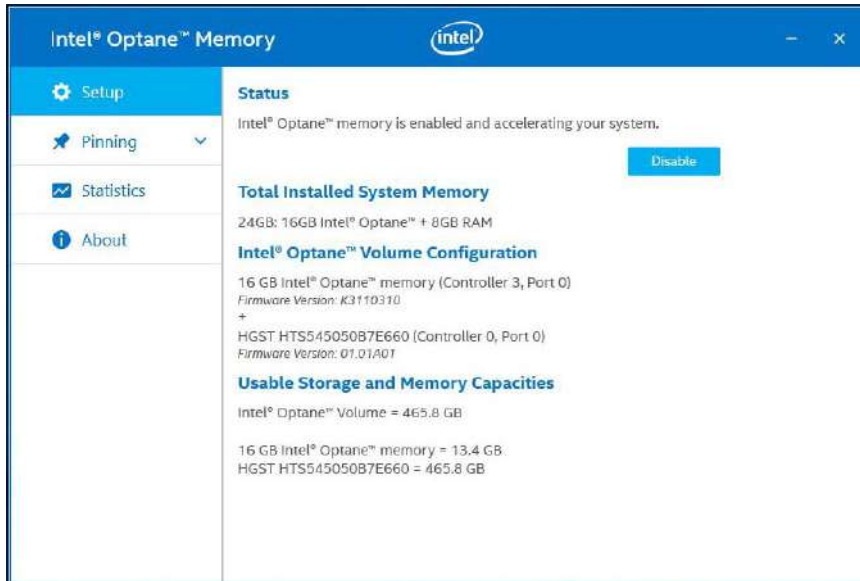 Intel® Optane™ Memory
intel
Setup
Pinning
Statistics
About
Status
Intel® Optane™ memory is enabled and accelerating your system.
Disable
Total Installed System Memory
24GB: 16GB Intel® Optane™ + 8GB RAM
Intel® Optane™ Volume Configuration
16 GB Intel® Optane™ memory (Controller 3, Port 0)
Firmware Version: K3110310
+
HGST HTS545050B7E660 (Controller 0, Port 0)
Firmware Version: 01.01A01
Usable Storage and Memory Capacities
Intel® Optane™ Volume = 465.8 GB
16 GB Intel® Optane™ memory = 13.4 GB
HGST HTS545050B7E660 = 465.8 GB